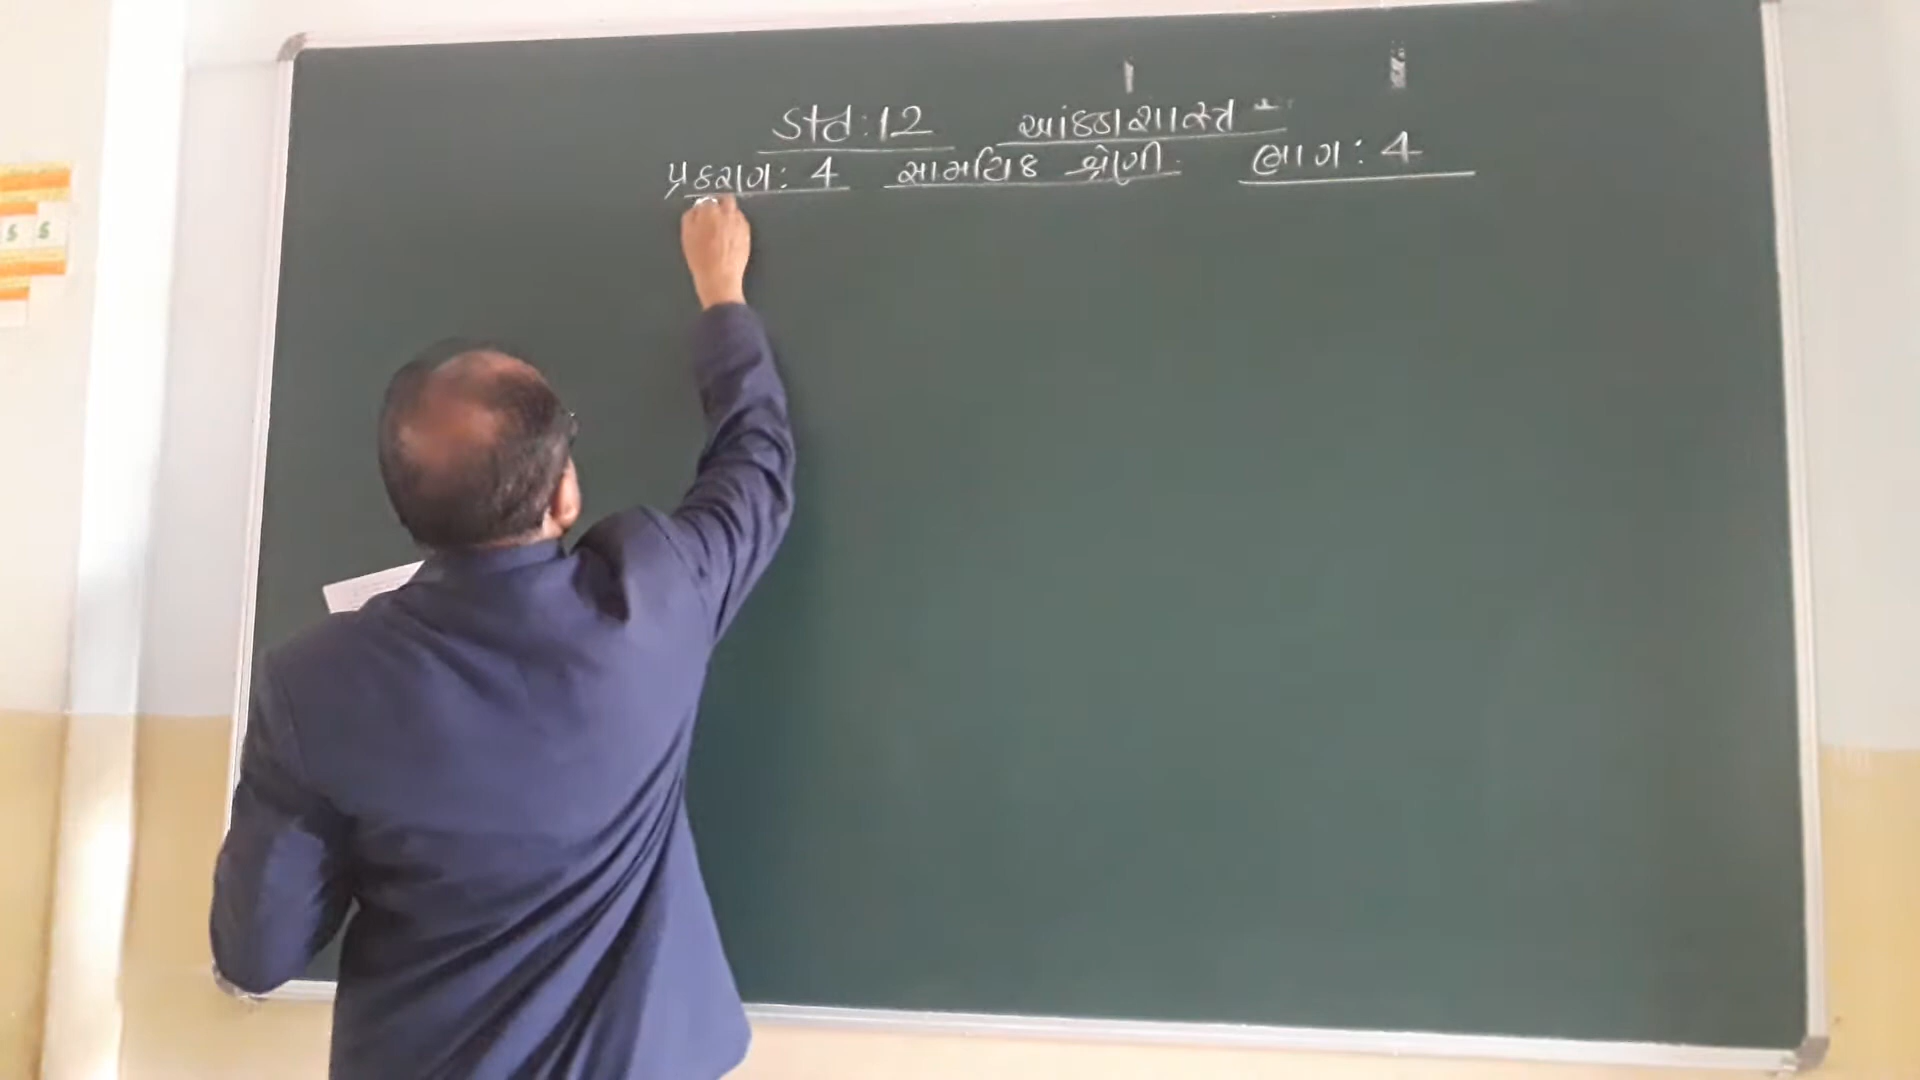 Std:12 આંકડાશાસ્ત્ર -
પ્રકરણ: 4 સામયિક શ્રેણી. ભાગ: 4